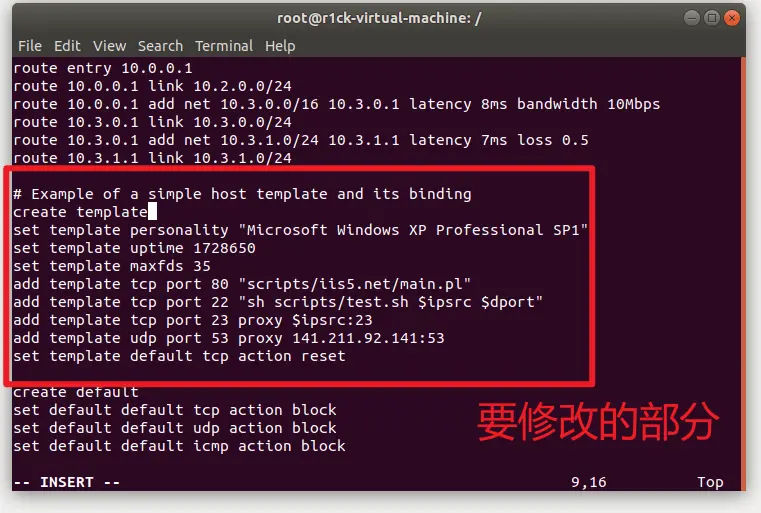 root@r1ck-virtual-machine: /
File Edit View Search Terminal Help
route entry 10.0.0.1
route 10.0.0.1 link 10.2.0.0/24
route 10.0.0.1 add net 10.3.0.0/16 10.3.0.1 latency 8ms bandwidth 10Mbps
route 10.3.0.1 link 10.3.0.0/24
route 10.3.0.1 add net 10.3.1.0/24 10.3.1.1 latency 7ms loss 0.5
route 10.3.1.1 link 10.3.1.0/24
# Example of a simple host template and its binding
create template
set template personality "Microsoft Windows XP Professional SP1"
set template uptime 1728650
set template maxfds 35
add template tcp port 80 "scripts/iis5.net/main.pl"
add template tcp port 22 "sh scripts/test.sh $ipsrc $dport"
add template tcp port 23 proxy $ipsrc:23
add template udp port 53 proxy 141.211.92.141:53
set template default tcp action reset
create default
set default default tcp action block
set default default udp action block
set default default icmp action block
要修改的部分
-- INSERT -- 9,16 Top